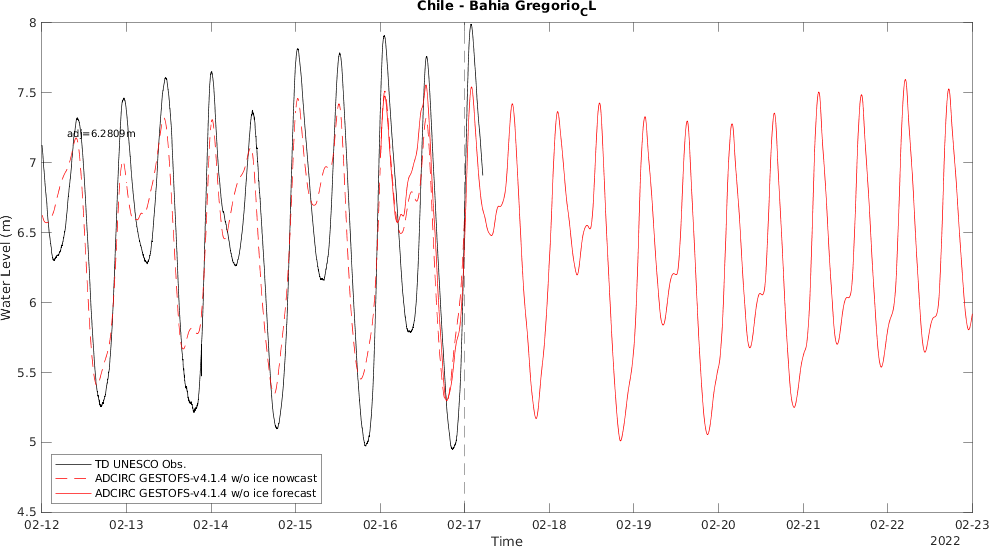 Chile - Bahia Gregorio_CL
8
7.5
7
6.5
6
5.5
5
4.5
Water Level (m)
adj=6.2809m
TD UNESCO Obs.
ADCIRC GESTOFS-v4.1.4 w/o ice nowcast
ADCIRC GESTOFS-v4.1.4 w/o ice forecast
02-12 02-13 02-14 02-15 02-16 02-17 02-18 02-19 02-20 02-21 02-22 02-23
Time
2022